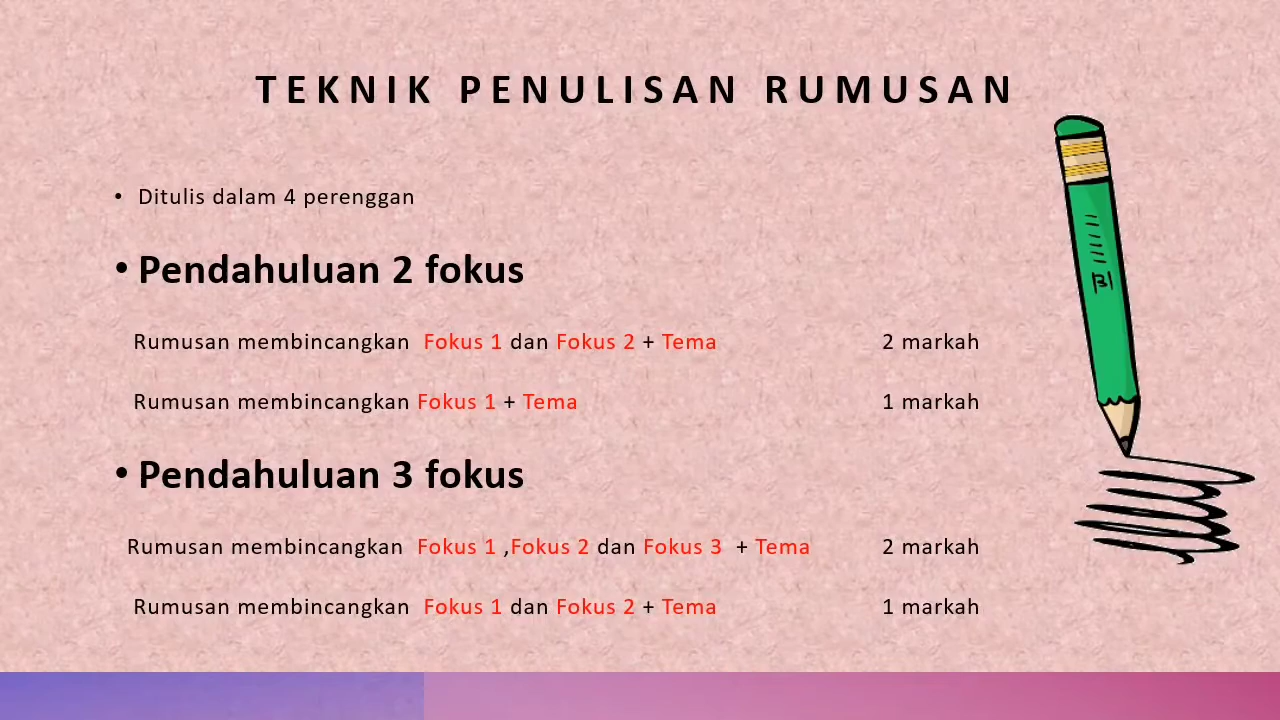 TEKNIK PENULISAN RUMUSAN
• Ditulis dalam 4 perenggan
• Pendahuluan 2 fokus
Rumusan membincangkan Fokus 1 dan Fokus 2 + Tema 2 markah
Rumusan membincangkan Fokus 1 + Tema 1 markah
• Pendahuluan 3 fokus
Rumusan membincangkan Fokus 1 ,Fokus 2 dan Fokus 3 + Tema 2 markah
Rumusan membincangkan Fokus 1 dan Fokus 2 + Tema 1 markah